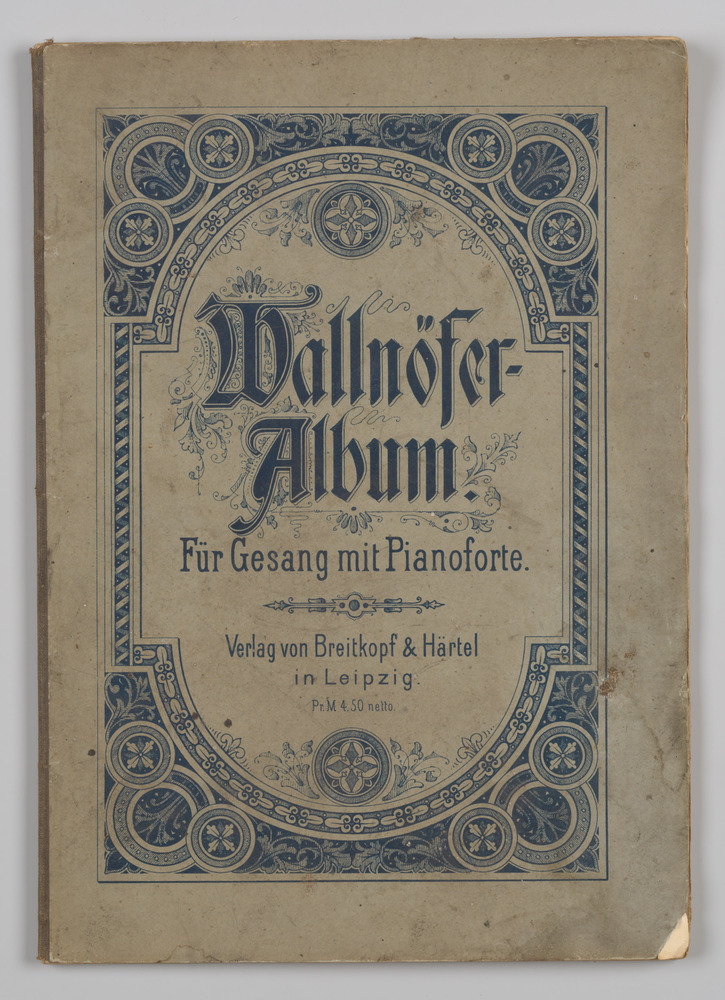 Wallnöfer-
Album.
Für Gesang mit Pianoforte.
Verlag von Breitkopf & Härtel
in Leipzig.
Pr. M 4.50 netto.